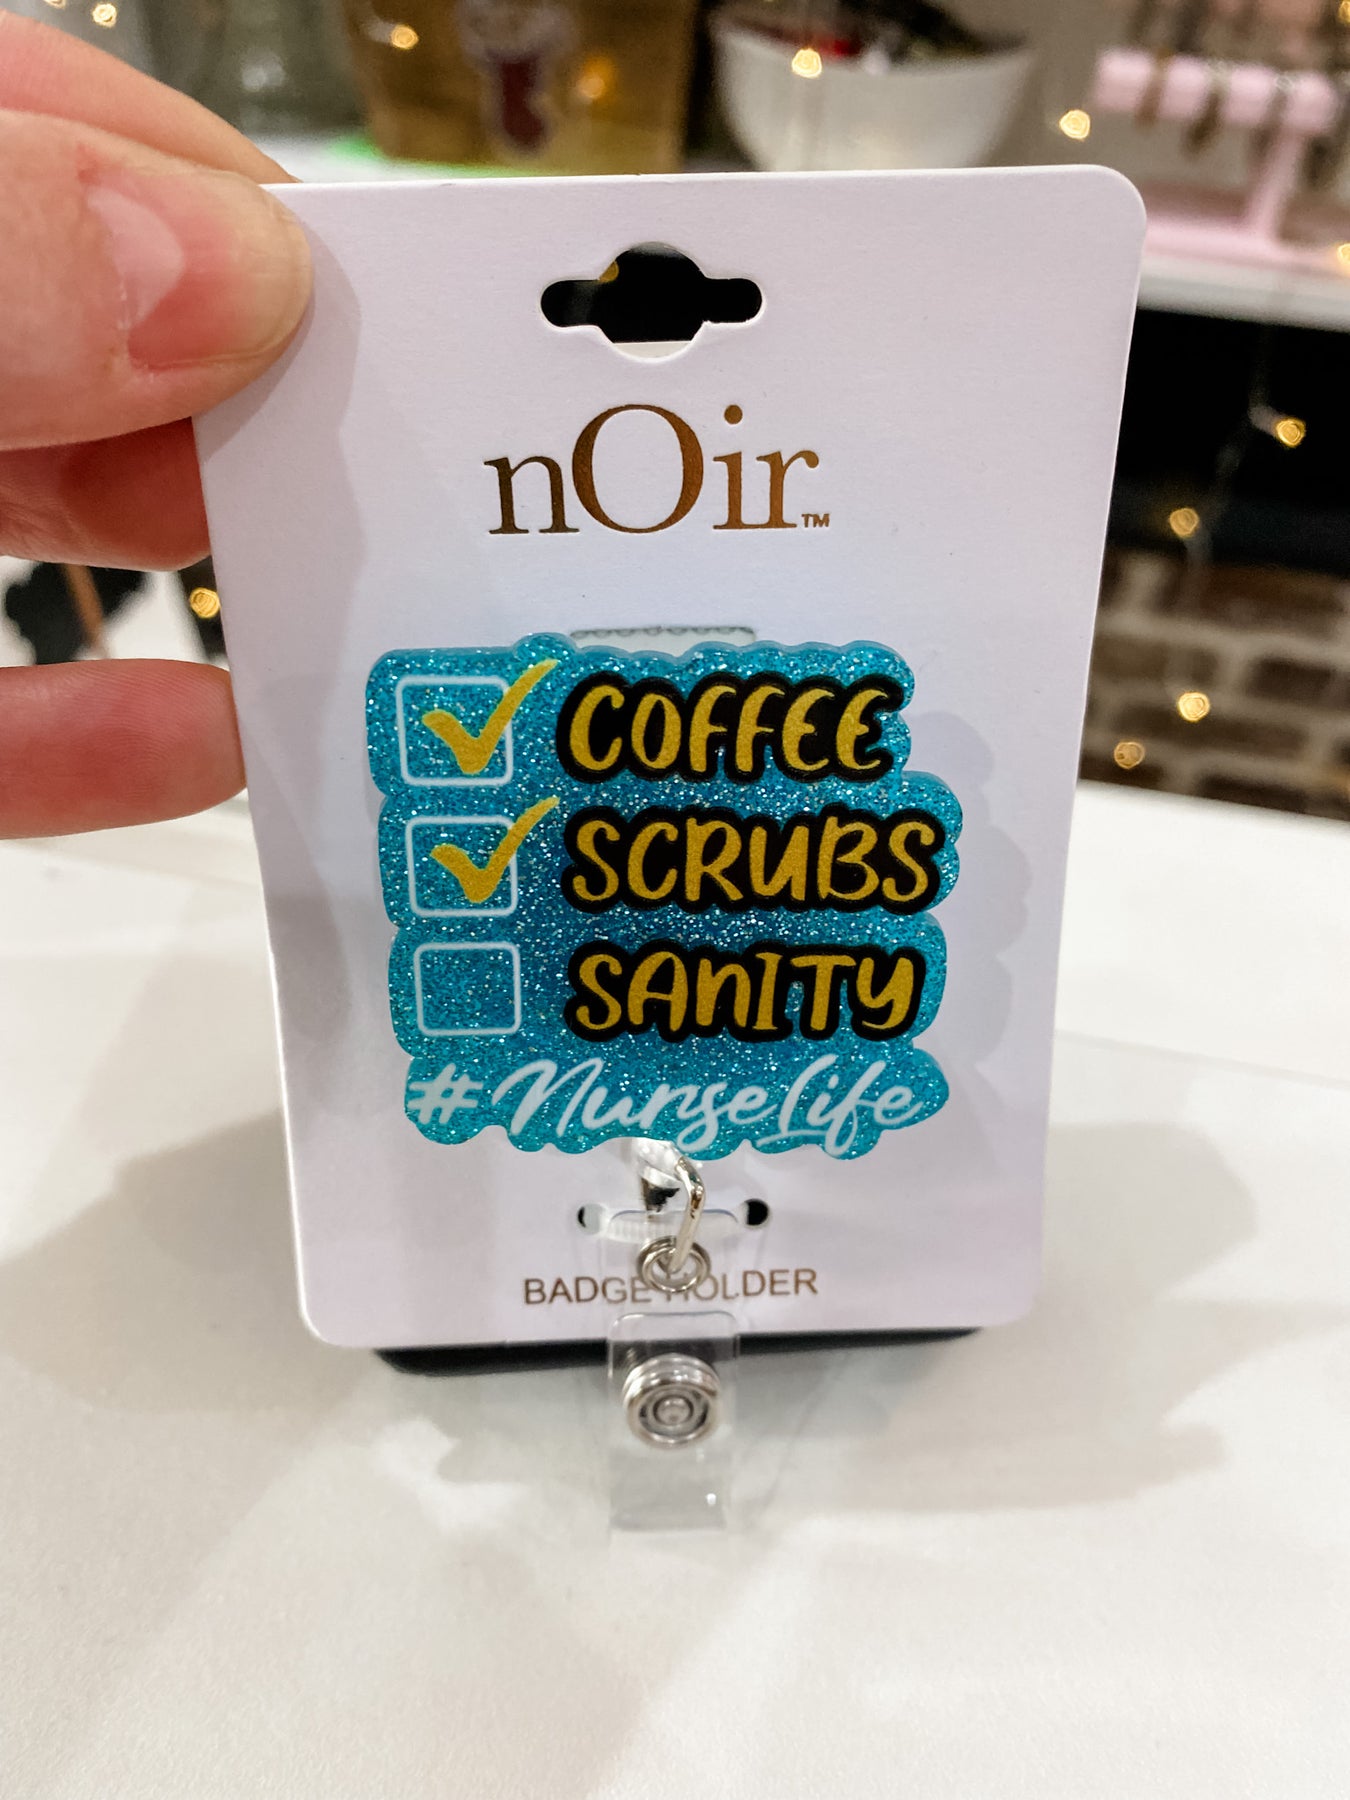 nOir™
COFFEE
SCRUBS
SANITY
#NurseLife
BADGE HOLDER